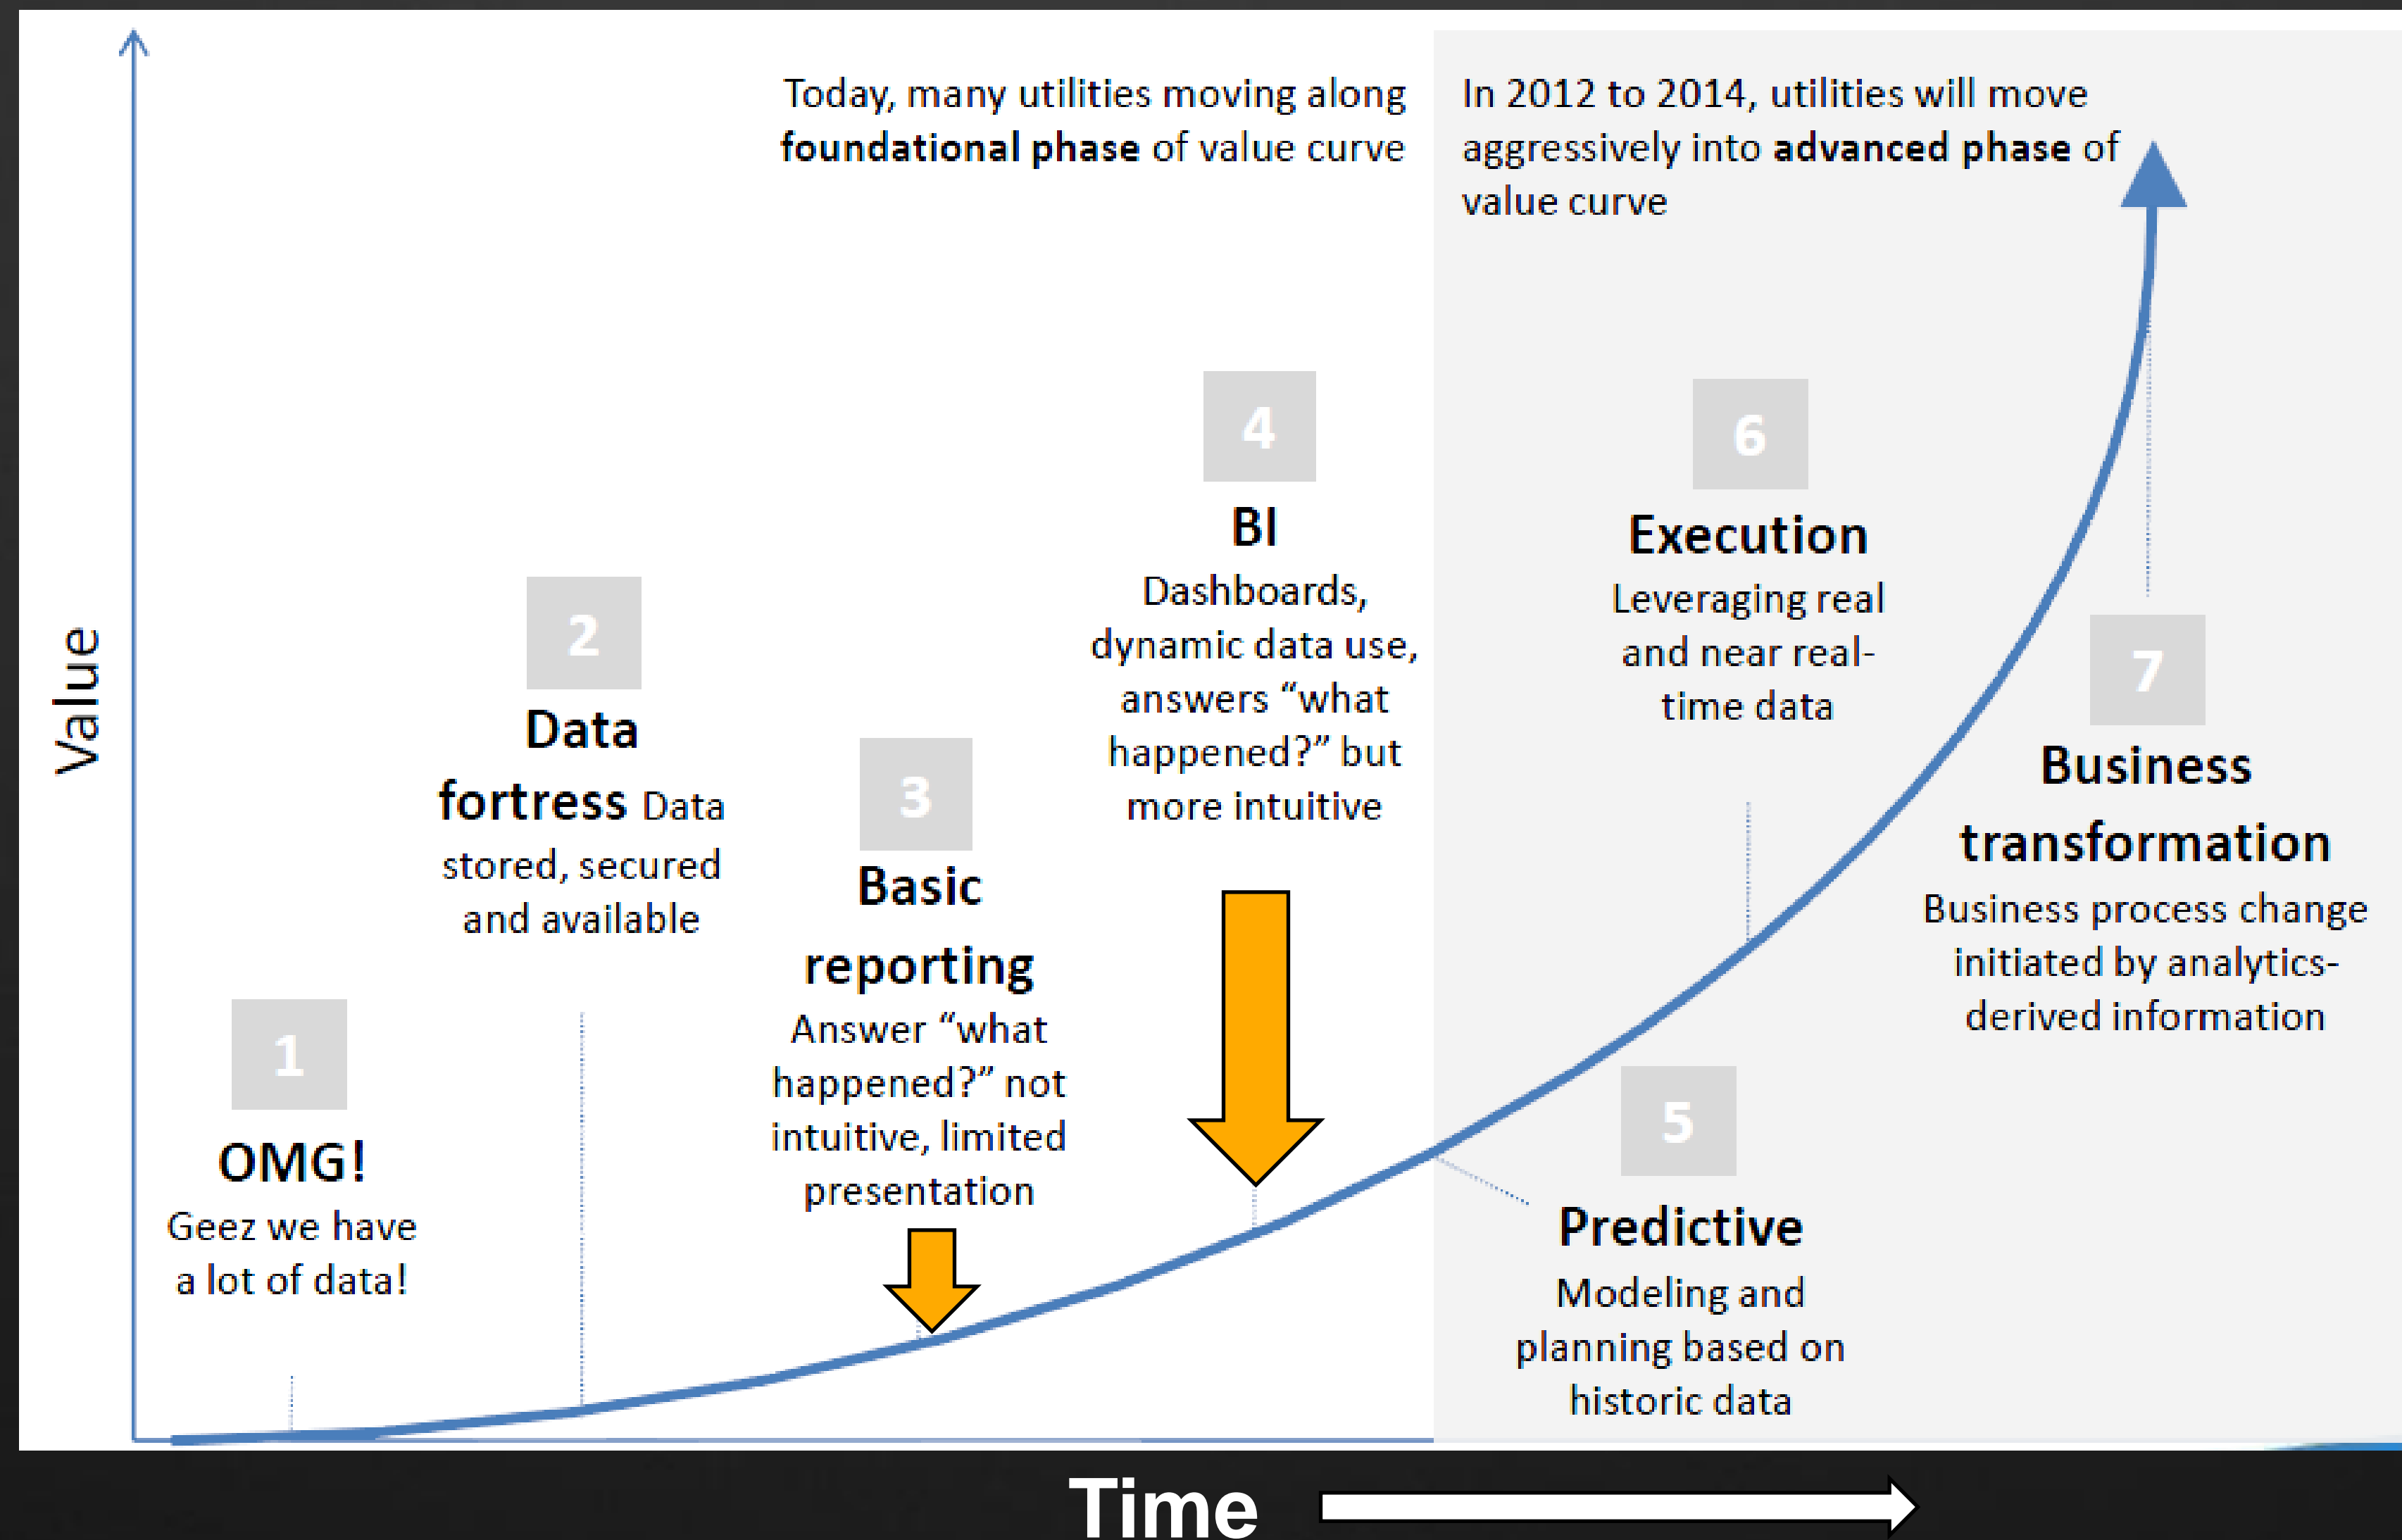 Today, many utilities moving along
foundational phase of value curve
In 2012 to 2014, utilities will move
aggressively into advanced phase of
value curve
Value
1
OMG!
Geez we have
a lot of data!
2
Data
fortress Data
stored, secured
and available
3
Basic
reporting
Answer “what
happened?” not
intuitive, limited
presentation
4
BI
Dashboards,
dynamic data use,
answers “what
happened?” but
more intuitive
5
Predictive
Modeling and
planning based on
historic data
6
Execution
Leveraging real
and near real-
time data
7
Business
transformation
Business process change
initiated by analytics-
derived information
Time